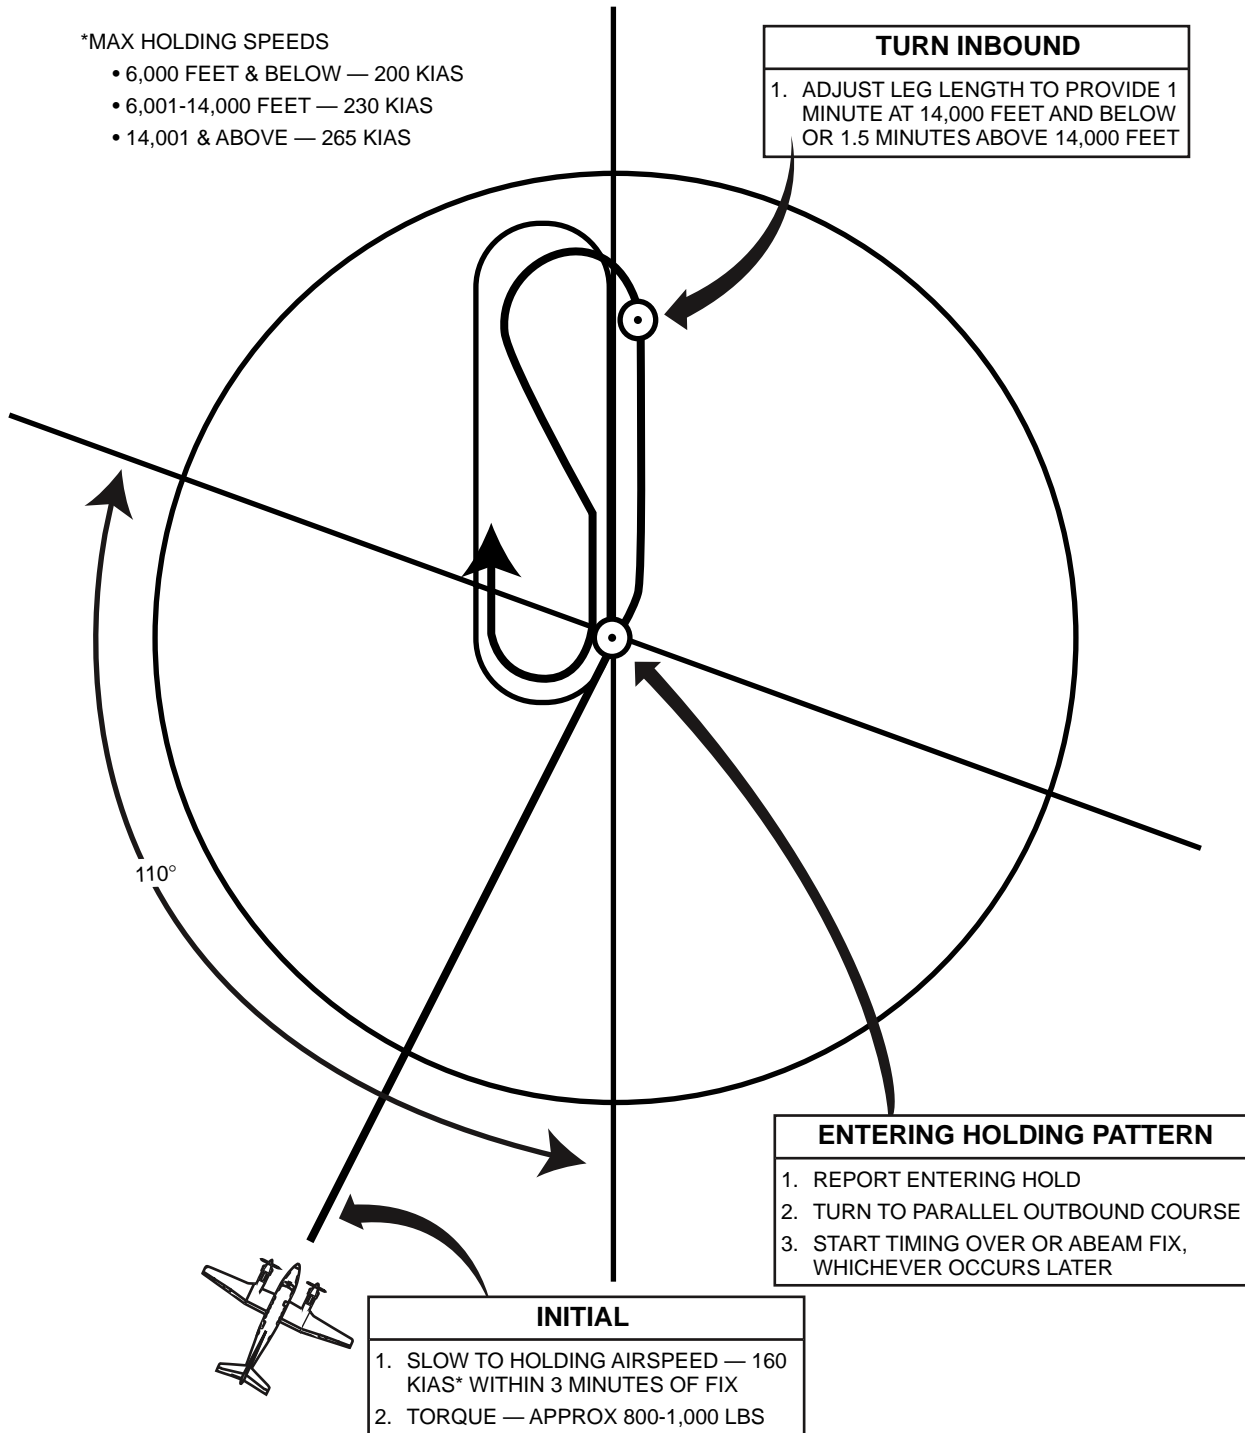 *MAX HOLDING SPEEDS
• 6,000 FEET & BELOW — 200 KIAS
• 6,001-14,000 FEET — 230 KIAS
• 14,001 & ABOVE — 265 KIAS
TURN INBOUND
1. ADJUST LEG LENGTH TO PROVIDE 1
MINUTE AT 14,000 FEET AND BELOW
OR 1.5 MINUTES ABOVE 14,000 FEET
110°
ENTERING HOLDING PATTERN
1. REPORT ENTERING HOLD
2. TURN TO PARALLEL OUTBOUND COURSE
3. START TIMING OVER OR ABEAM FIX,
WHICHEVER OCCURS LATER
INITIAL
1. SLOW TO HOLDING AIRSPEED — 160
KIAS* WITHIN 3 MINUTES OF FIX
2. TORQUE — APPROX 800-1,000 LBS